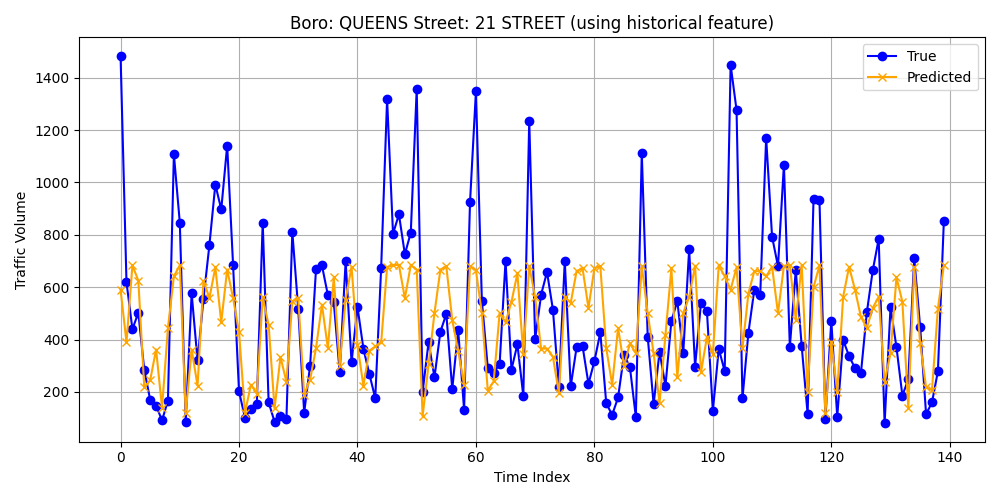 Boro: QUEENS Street: 21 STREET (using historical feature)
True
Predicted
Traffic Volume
1400
1200
1000
800
600
400
200
0 20 40 60 80 100 120 140
Time Index